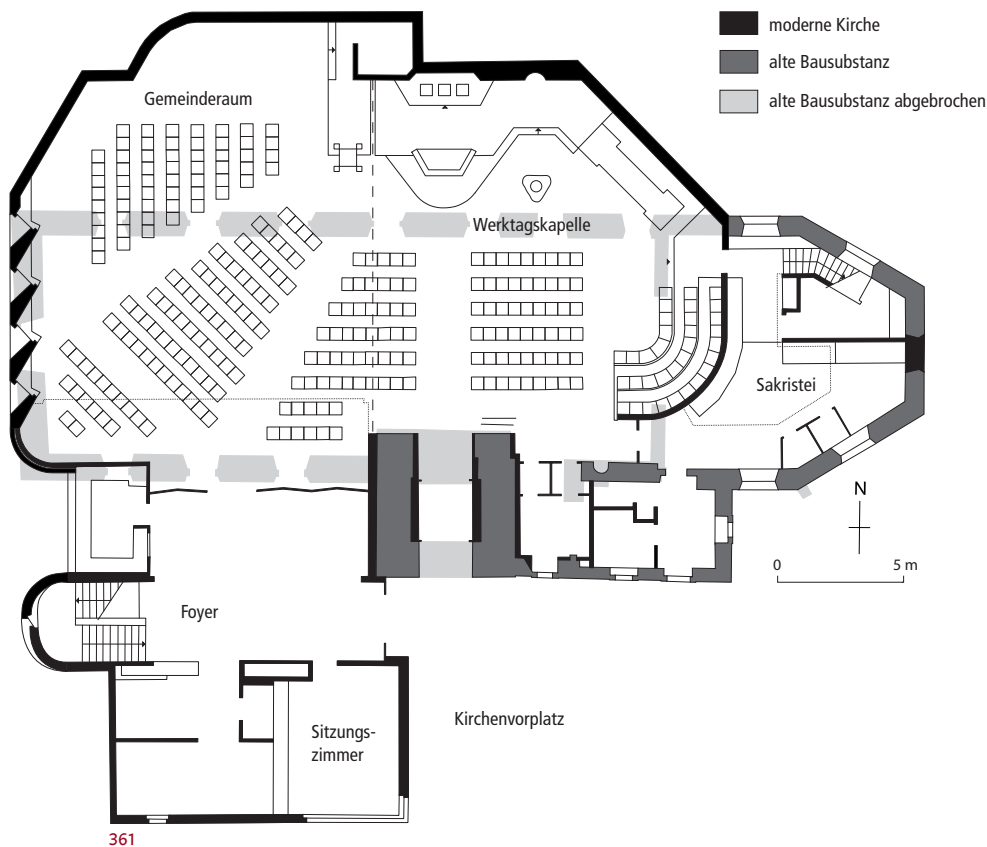 moderne Kirche
alte Bausubstanz
alte Bausubstanz abgebrochen
Gemeinderaum
Werktagskapelle
Sakristei
N
0 5 m
Foyer
Kirchenvorplatz
Sitzungs-
zimmer
361